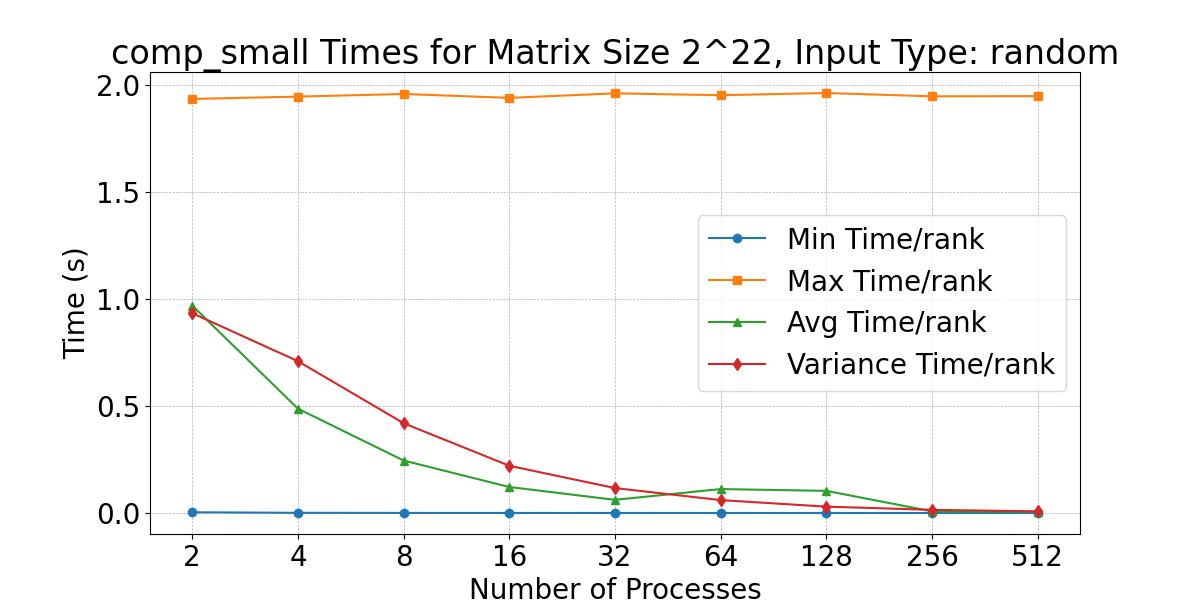 comp_small Times for Matrix Size 2^22, Input Type: random
2.0
1.5
1.0
0.5
0.0
Time (s)
Min Time/rank
Max Time/rank
Avg Time/rank
Variance Time/rank
2 4 8 16 32 64 128 256 512
Number of Processes